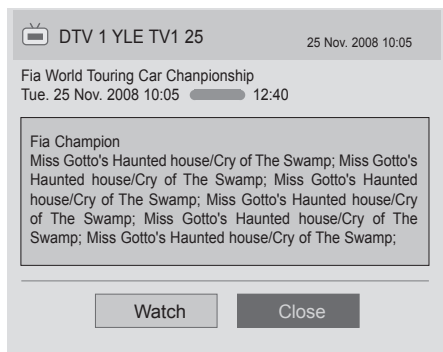 DTV 1 YLE TV1 25
25 Nov. 2008 10:05
Fia World Touring Car Chanpionship
Tue. 25 Nov. 2008 10:05 12:40
Fia Champion
Miss Gotto's Haunted house/Cry of The Swamp; Miss Gotto's
Haunted house/Cry of The Swamp; Miss Gotto's Haunted
house/Cry of The Swamp; Miss Gotto's Haunted house/Cry
of The Swamp; Miss Gotto's Haunted house/Cry of The
Swamp; Miss Gotto's Haunted house/Cry of The Swamp;
Watch
Close